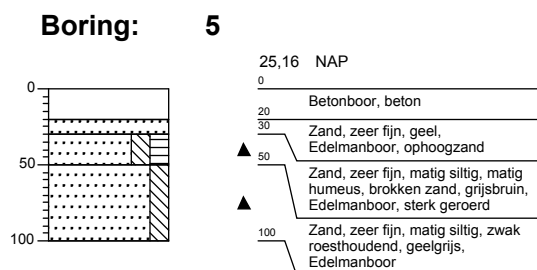 Boring: 5
25,16 NAP
0
0
Betonboor, beton
20
30
Zand, zeer fijn, geel,
Edelmanboor, ophoogzand
50
50
Zand, zeer fijn, matig siltig, matig
humeus, brokken zand, grijsbruin,
Edelmanboor, sterk geroerd
100
100
Zand, zeer fijn, matig siltig, zwak
roesthoudend, geelgrijs,
Edelmanboor